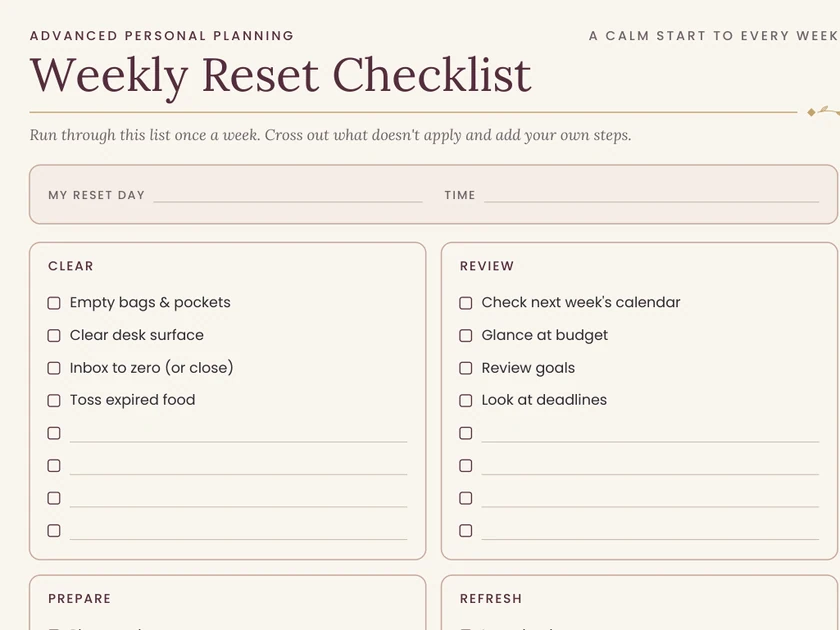 ADVANCED PERSONAL PLANNING
A CALM START TO EVERY WEEK
Weekly Reset Checklist
Run through this list once a week. Cross out what doesn't apply and add your own steps.
MY RESET DAY
TIME
CLEAR
Empty bags & pockets
Clear desk surface
Inbox to zero (or close)
Toss expired food
REVIEW
Check next week's calendar
Glance at budget
Review goals
Look at deadlines
PREPARE
REFRESH